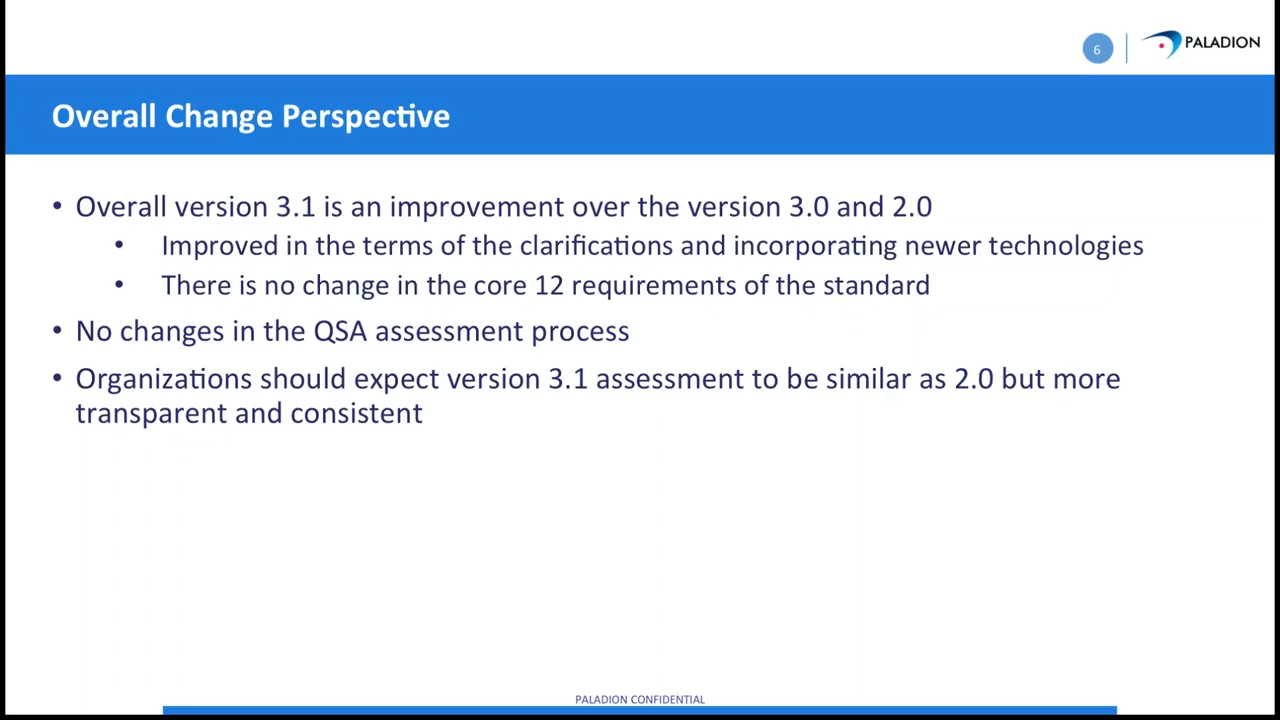 6
PALADION
Overall Change Perspective
• Overall version 3.1 is an improvement over the version 3.0 and 2.0
• Improved in the terms of the clarifications and incorporating newer technologies
• There is no change in the core 12 requirements of the standard
• No changes in the QSA assessment process
• Organizations should expect version 3.1 assessment to be similar as 2.0 but more
transparent and consistent
PALADION CONFIDENTIAL